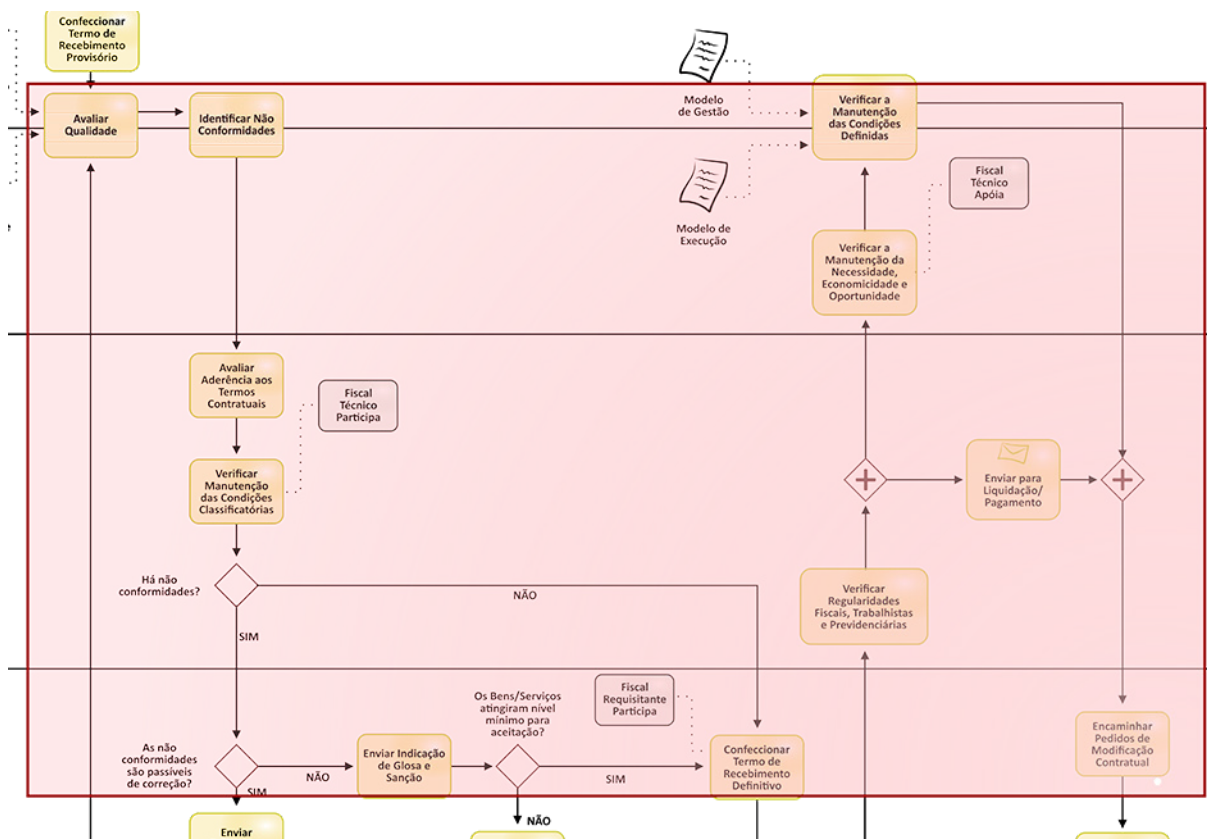 Confeccionar
Termo de
Recebimento
Provisório
Avaliar
Qualidade
Identificar Não
Conformidades
Modelo
de Gestão
Verificar a
Manutenção
das Condições
Definidas
Fiscal
Técnico
Apóia
Modelo de
Execução
Verificar a
Manutenção da
Necessidade,
Economicidade e
Oportunidade
Avaliar
Aderência aos
Termos
Contratuais
Fiscal
Técnico
Participa
Verificar
Manutenção
das Condições
Classificatórias
Enviar para
Liquidação/
Pagamento
Há não
conformidades?
NÃO
SIM
Verificar
Regularidades
Fiscais, Trabalhistas
e Previdenciárias
Os Bens/Serviços
atingiram nível
mínimo para
aceitação?
Fiscal
Requisitante
Participa
As não
conformidades
são passíveis
de correção?
NÃO
SIM
Enviar Indicação
de Glosa e
Sanção
SIM
NÃO
Confeccionar
Termo de
Recebimento
Definitivo
Encaminhar
Pedidos de
Modificação
Contratual
Enviar